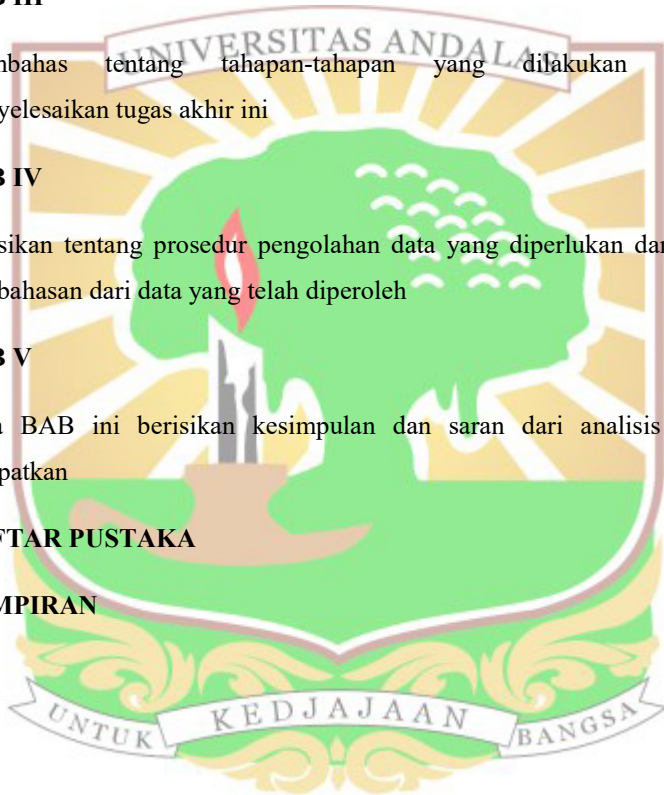 III
UNIVERSITAS ANDALAS
nbahas tentang tahapan-tahapan yang dilakukan
yelesaikan tugas akhir ini
B IV
sikan tentang prosedur pengolahan data yang diperlukan dar
bahasan dari data yang telah diperoleh
B V
BAB ini berisikan kesimpulan dan saran dari analisis
patkan
FTAR PUSTAKA
MPIRAN
UNTUK KEDJAJAAN BANGSA